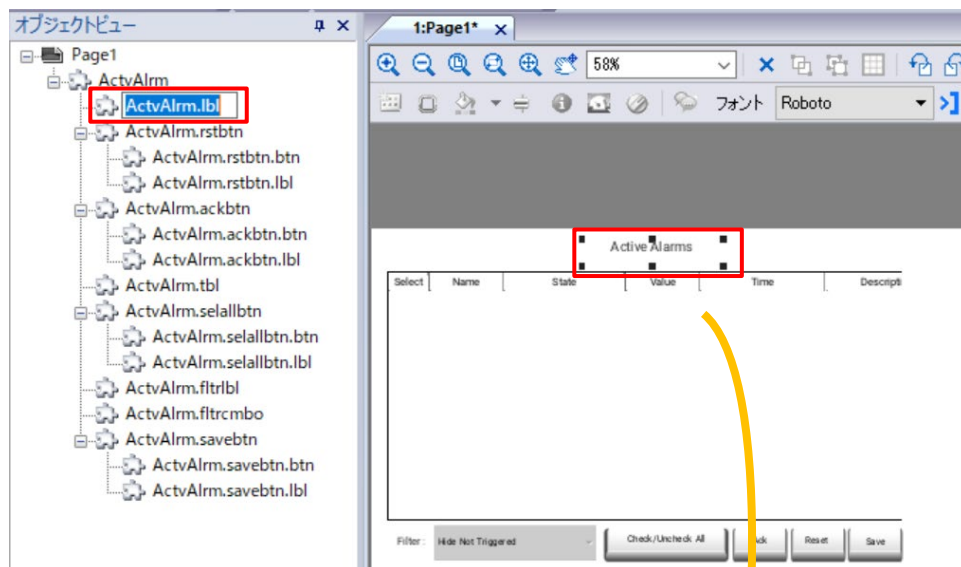 オブジェクトビュー
Page1
ActvAlrm
ActvAlrm.lbl
ActvAlrm.rstbtn
ActvAlrm.rstbtn.btn
ActvAlrm.rstbtn.lbl
ActvAlrm.ackbtn
ActvAlrm.ackbtn.btn
ActvAlrm.ackbtn.lbl
ActvAlrm.tbl
ActvAlrm.selallbtn
ActvAlrm.selallbtn.btn
ActvAlrm.selallbtn.lbl
ActvAlrm.fltrlbl
ActvAlrm.fltrcmbo
ActvAlrm.savebtn
ActvAlrm.savebtn.btn
ActvAlrm.savebtn.lbl
1:Page1*
58%
フォント Roboto
Active Alarms
Select Name State Value Time Descripti
Filter : Hide Not Triggered Check/Uncheck All Reset Save